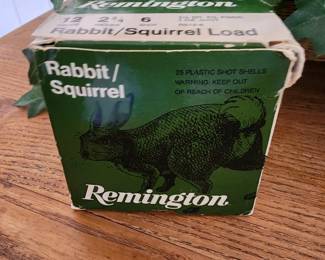 Remington
12 2¾ 6
Rabbit/Squirrel Load
Rabbit/
Squirrel
25 PLASTIC SHOT SHELLS
WARNING: KEEP OUT
OF REACH OF CHILDREN
Remington